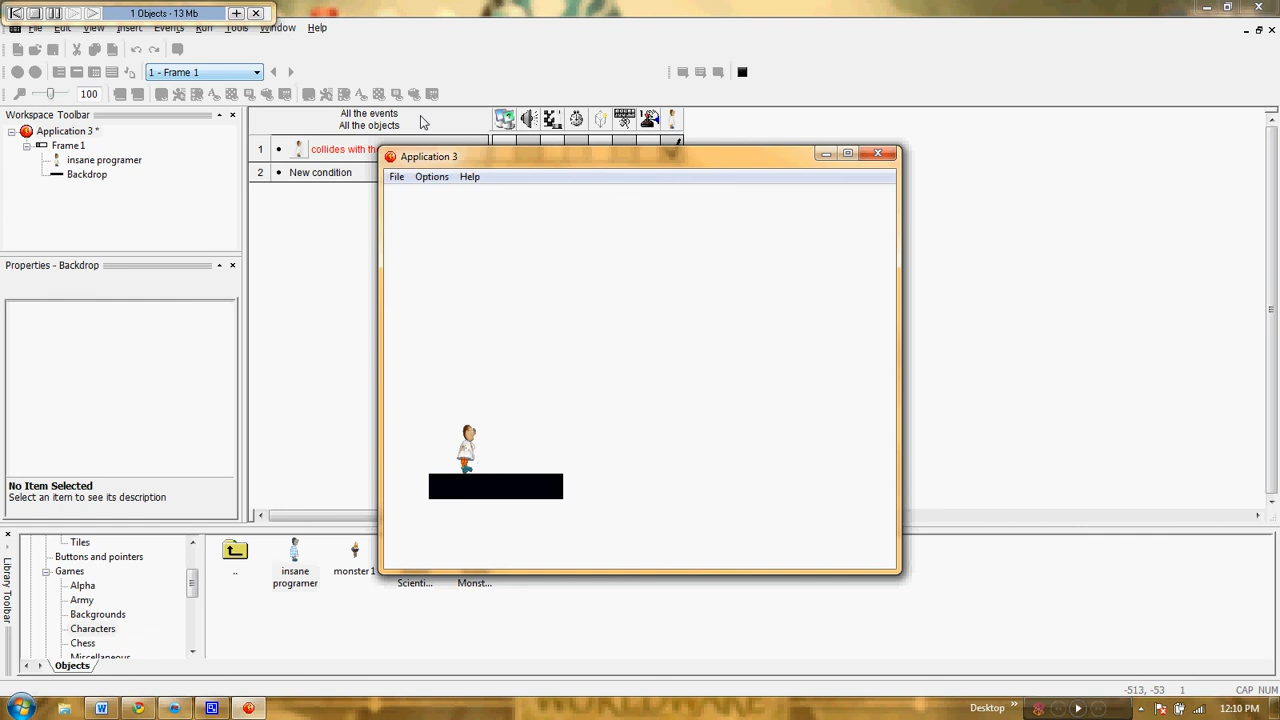 1 Objects - 13 Mb
File Edit View Insert Events Run Tools Window Help
1 - Frame 1
100
Workspace Toolbar
Application 3 *
Frame 1
insane programer
Backdrop
All the events
All the objects
1 • collides with the
2 • New condition
Application 3
File Options Help
Properties - Backdrop
No Item Selected
Select an item to see its description
Library Toolbar
Tiles
Buttons and pointers
Games
Alpha
Army
Backgrounds
Characters
Chess
Miscellaneous
Objects
..
insane programer
monster 1
Scienti...
Monst...
-513, -53 1 CAP NUM
Desktop
12:10 PM